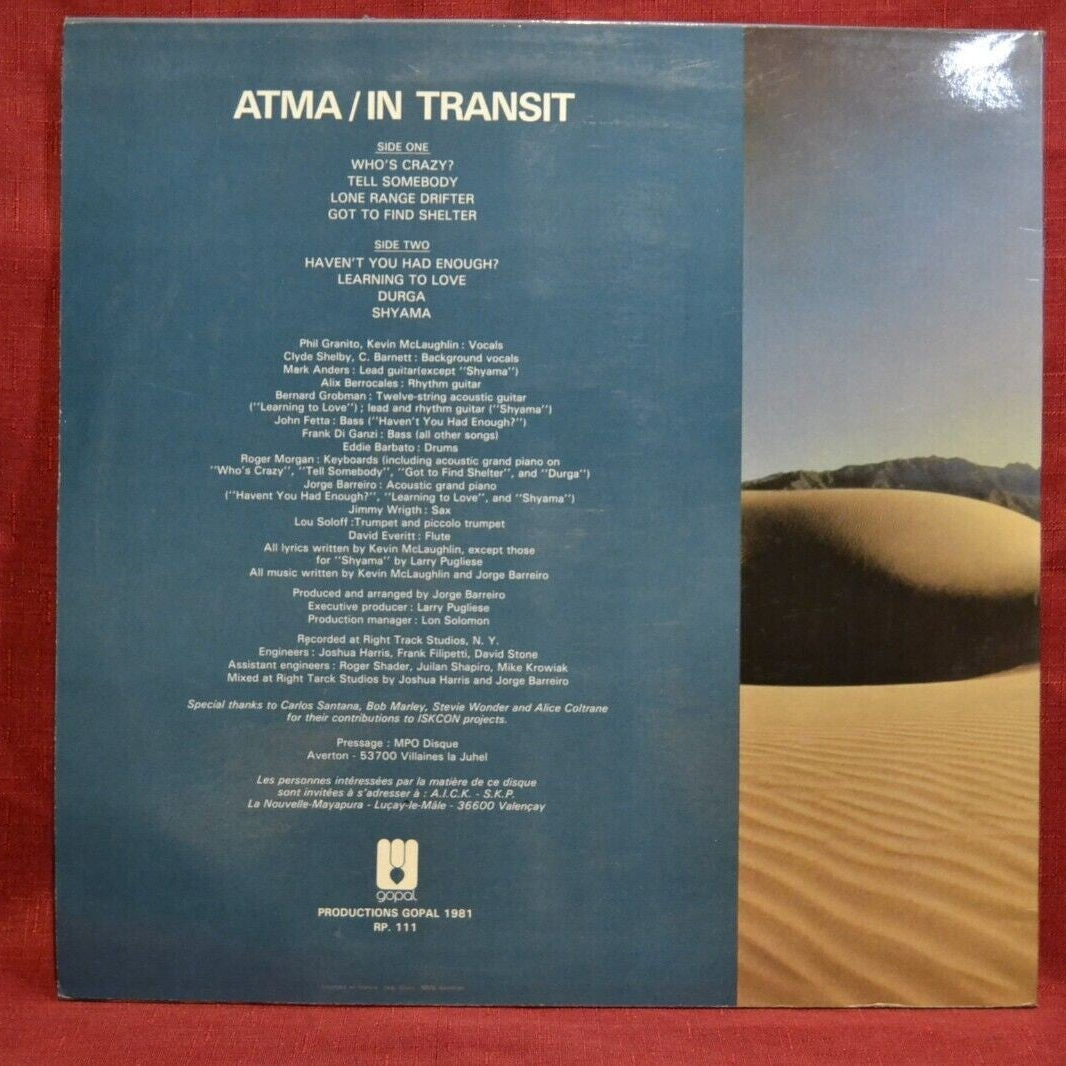 ATMA / IN TRANSIT
SIDE ONE
WHO'S CRAZY?
TELL SOMEBODY
LONE RANGE DRIFTER
GOT TO FIND SHELTER
SIDE TWO
HAVEN'T YOU HAD ENOUGH?
LEARNING TO LOVE
DURGA
SHYAMA
Phil Granito, Kevin McLaughlin : Vocals
Clyde Shelby, C. Barnett : Background vocals
Mark Anders : Lead guitar(except "Shyama")
Alix Berrocales : Rhythm guitar
Bernard Grobman : Twelve-string acoustic guitar
("Learning to Love") ; lead and rhythm guitar ("Shyama")
John Fetta : Bass ("Haven't You Had Enough?")
Frank Di Ganzi : Bass (all other songs)
Eddie Barbato : Drums
Roger Morgan : Keyboards (including acoustic grand piano on
"Who's Crazy", "Tell Somebody", "Got to Find Shelter", and "Durga")
Jorge Barreiro : Acoustic grand piano
("Havent You Had Enough?", "Learning to Love", and "Shyama")
Jimmy Wrigth : Sax
Lou Soloff :Trumpet and piccolo trumpet
David Everitt : Flute
All lyrics written by Kevin McLaughlin, except those
for "Shyama" by Larry Pugliese
All music written by Kevin McLaughlin and Jorge Barreiro
Produced and arranged by Jorge Barreiro
Executive producer : Larry Pugliese
Production manager : Lon Solomon
Recorded at Right Track Studios, N. Y.
Engineers : Joshua Harris, Frank Filipetti, David Stone
Assistant engineers : Roger Shader, Juilan Shapiro, Mike Krowiak
Mixed at Right Tarck Studios by Joshua Harris and Jorge Barreiro
Special thanks to Carlos Santana, Bob Marley, Stevie Wonder and Alice Coltrane
for their contributions to ISKCON projects.
Pressage : MPO Disque
Averton - 53700 Villaines la Juhel
Les personnes intéressées par la matière de ce disque
sont invitées à s'adresser à : A.I.C.K. - S.K.P.
La Nouvelle-Mayapura - Luçay-le-Mâle - 36600 Valençay
gopal
PRODUCTIONS GOPAL 1981
RP. 111